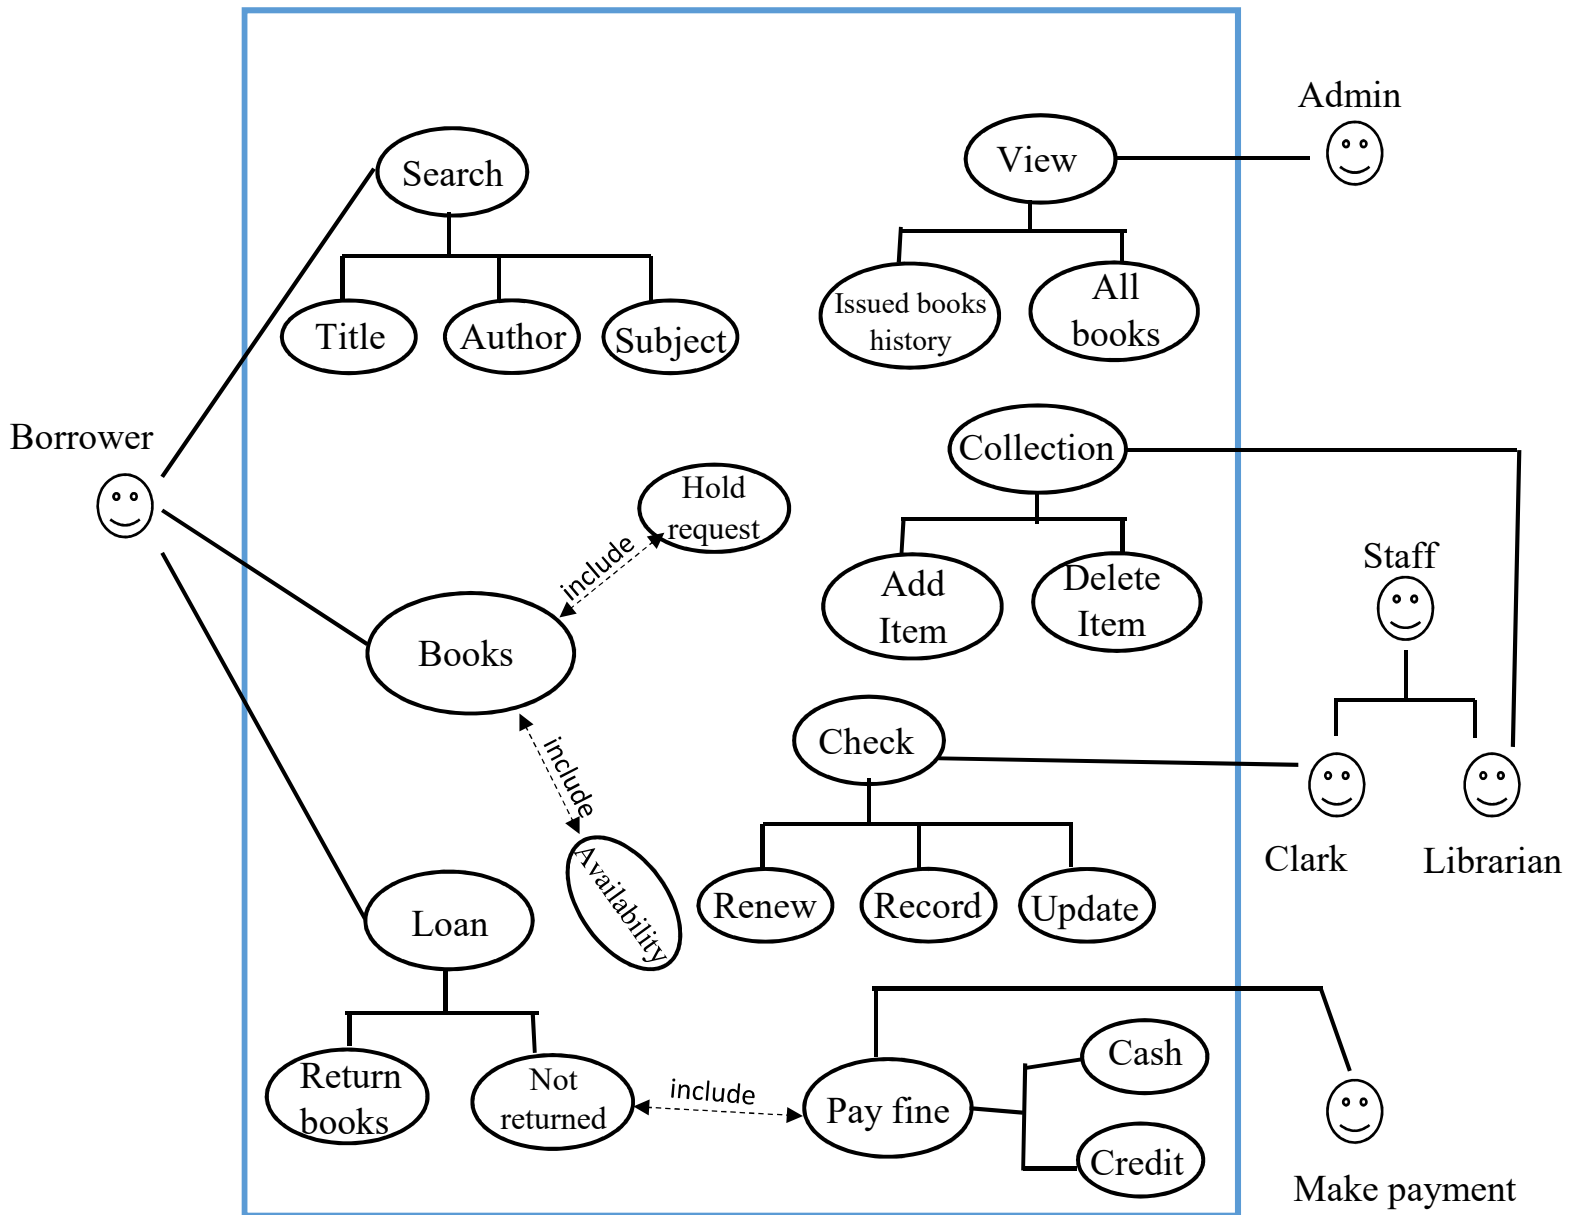 Admin
Search
View
Title
Author
Subject
Issued books
history
All
books
Borrower
Collection
Hold
request
include
Staff
Add
Item
Delete
Item
Books
include
Check
Clark
Librarian
Availability
Renew
Record
Update
Loan
Return
books
Not
returned
include
Pay fine
Cash
Credit
Make payment